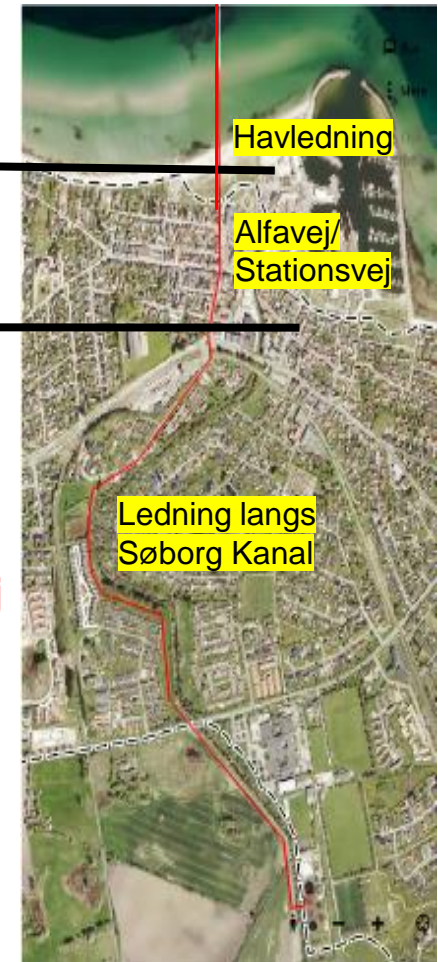 Havledning
Alfavej/
Stationsvej
Ledning langs
Søborg Kanal